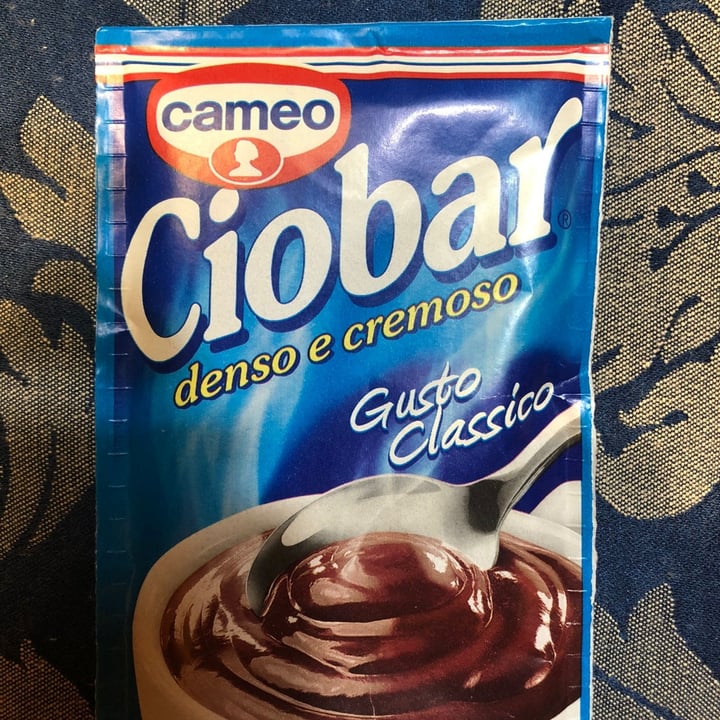 cameo
Ciobar®
denso e cremoso
Gusto
Classico